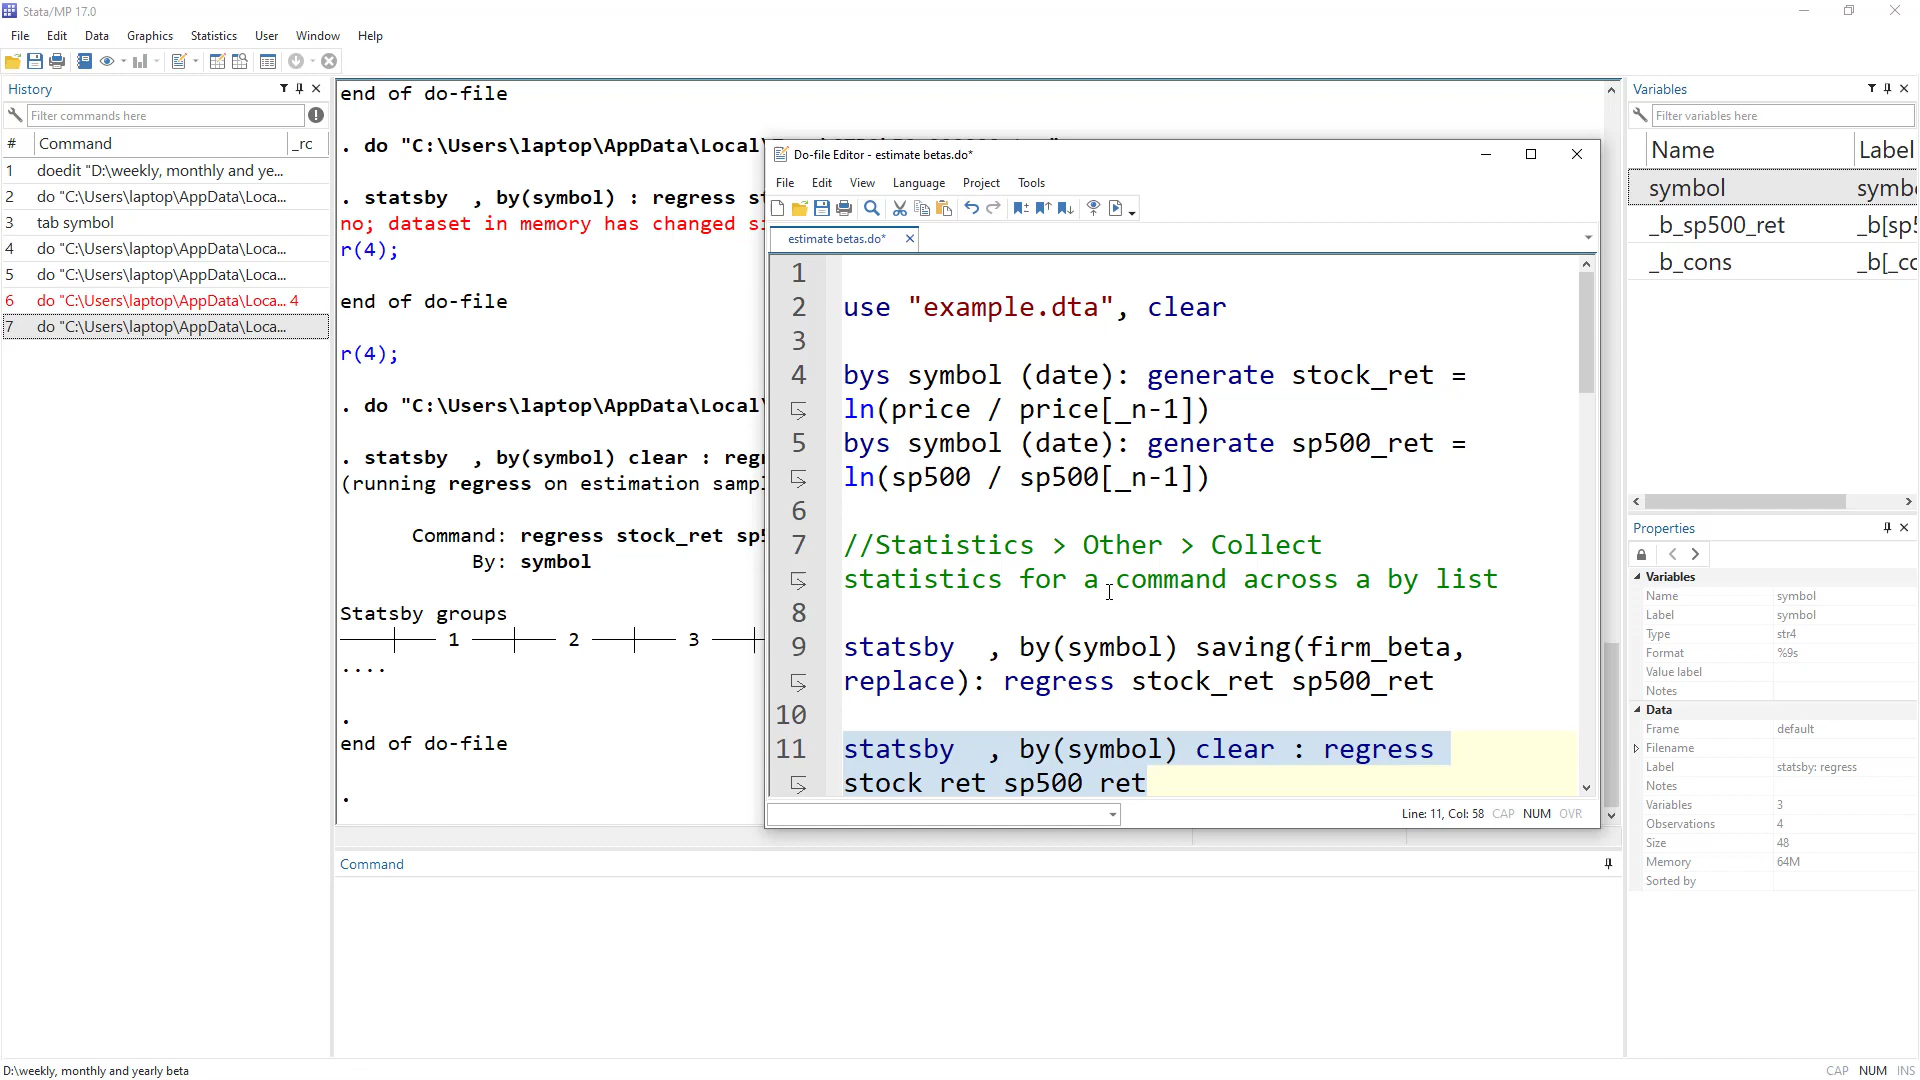 Stata/MP 17.0
File Edit Data Graphics Statistics User Window Help
History
Filter commands here
# Command _rc
1 doedit "D:\weekly, monthly and ye...
2 do "C:\Users\laptop\AppData\Loca...
3 tab symbol
4 do "C:\Users\laptop\AppData\Loca...
5 do "C:\Users\laptop\AppData\Loca...
6 do "C:\Users\laptop\AppData\Loca... 4
7 do "C:\Users\laptop\AppData\Loca...
end of do-file
. do "C:\Users\laptop\AppData\Local\
. statsby , by(symbol) : regress st
no; dataset in memory has changed si
r(4);
end of do-file
r(4);
. do "C:\Users\laptop\AppData\Local\
. statsby , by(symbol) clear : regr
(running regress on estimation sampl
Command: regress stock_ret sp5
By: symbol
Statsby groups
1 2 3
....
.
end of do-file
.
Do-file Editor - estimate betas.do*
File Edit View Language Project Tools
estimate betas.do*
1
2 use "example.dta", clear
3
4 bys symbol (date): generate stock_ret =
ln(price / price[_n-1])
5 bys symbol (date): generate sp500_ret =
ln(sp500 / sp500[_n-1])
6
7 //Statistics > Other > Collect
statistics for a command across a by list
8
9 statsby , by(symbol) saving(firm_beta,
replace): regress stock_ret sp500_ret
10
11 statsby , by(symbol) clear : regress
stock_ret sp500_ret
Line: 11, Col: 58 CAP NUM OVR
Command
Variables
Filter variables here
Name Label
symbol symbo
_b_sp500_ret _b[sp5
_b_cons _b[_co
Properties
Variables
Name symbol
Label symbol
Type str4
Format %9s
Value label
Notes
Data
Frame default
Filename
Label statsby: regress
Notes
Variables 3
Observations 4
Size 48
Memory 64M
Sorted by
D:\weekly, monthly and yearly beta
CAP NUM INS